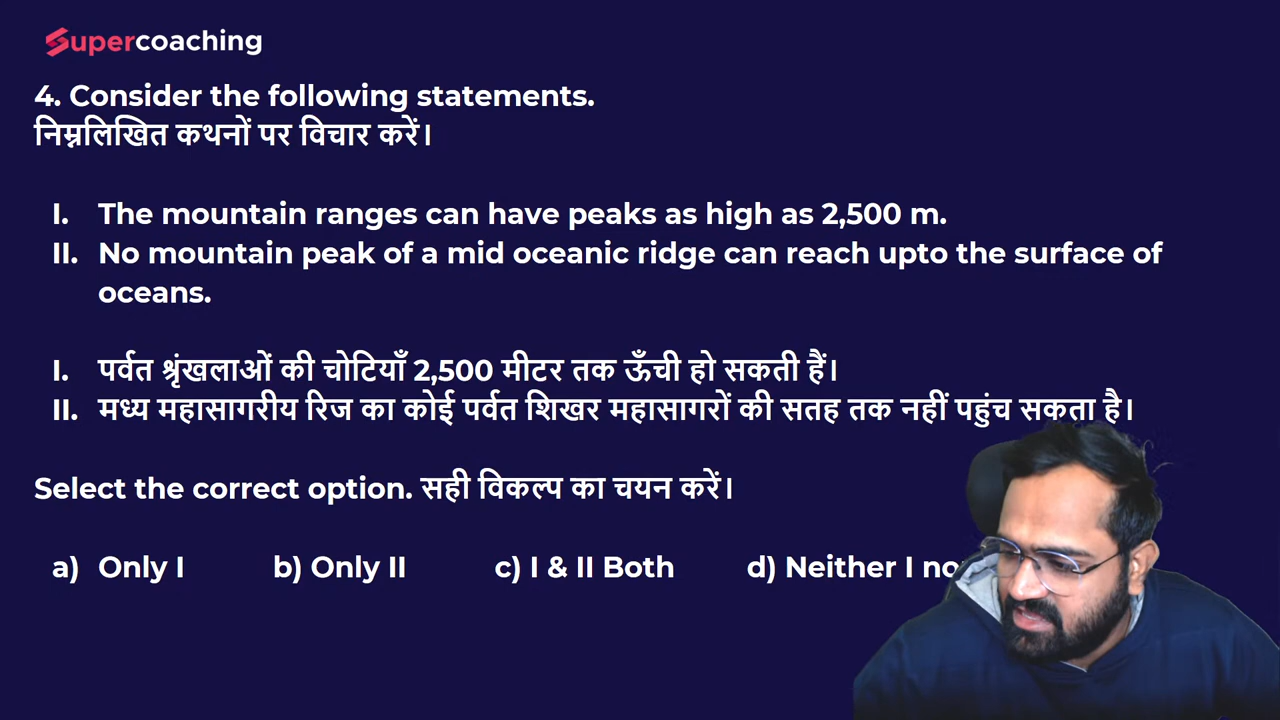 Supercoaching
4. Consider the following statements.
निम्नलिखित कथनों पर विचार करें।
I. The mountain ranges can have peaks as high as 2,500 m.
II. No mountain peak of a mid oceanic ridge can reach upto the surface of
oceans.
I. पर्वत श्रृंखलाओं की चोटियाँ 2,500 मीटर तक ऊँची हो सकती हैं।
II. मध्य महासागरीय रिज का कोई पर्वत शिखर महासागरों की सतह तक नहीं पहुंच सकता है।
Select the correct option. सही विकल्प का चयन करें।
a) Only I b) Only II c) I & II Both d) Neither I